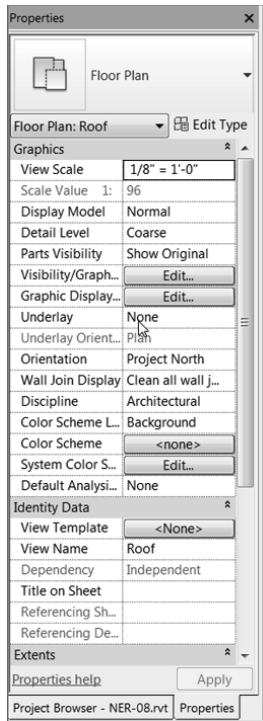 Properties
Floor Plan
Floor Plan: Roof Edit Type
Graphics
View Scale 1/8" = 1'-0"
Scale Value 1: 96
Display Model Normal
Detail Level Coarse
Parts Visibility Show Original
Visibility/Graph... Edit...
Graphic Display... Edit...
Underlay None
Underlay Orient... Plan
Orientation Project North
Wall Join Display Clean all wall j...
Discipline Architectural
Color Scheme L... Background
Color Scheme <none>
System Color S... Edit...
Default Analysi... None
Identity Data
View Template <None>
View Name Roof
Dependency Independent
Title on Sheet
Referencing Sh...
Referencing De...
Extents
Properties help Apply
Project Browser - NER-08.rvt Properties